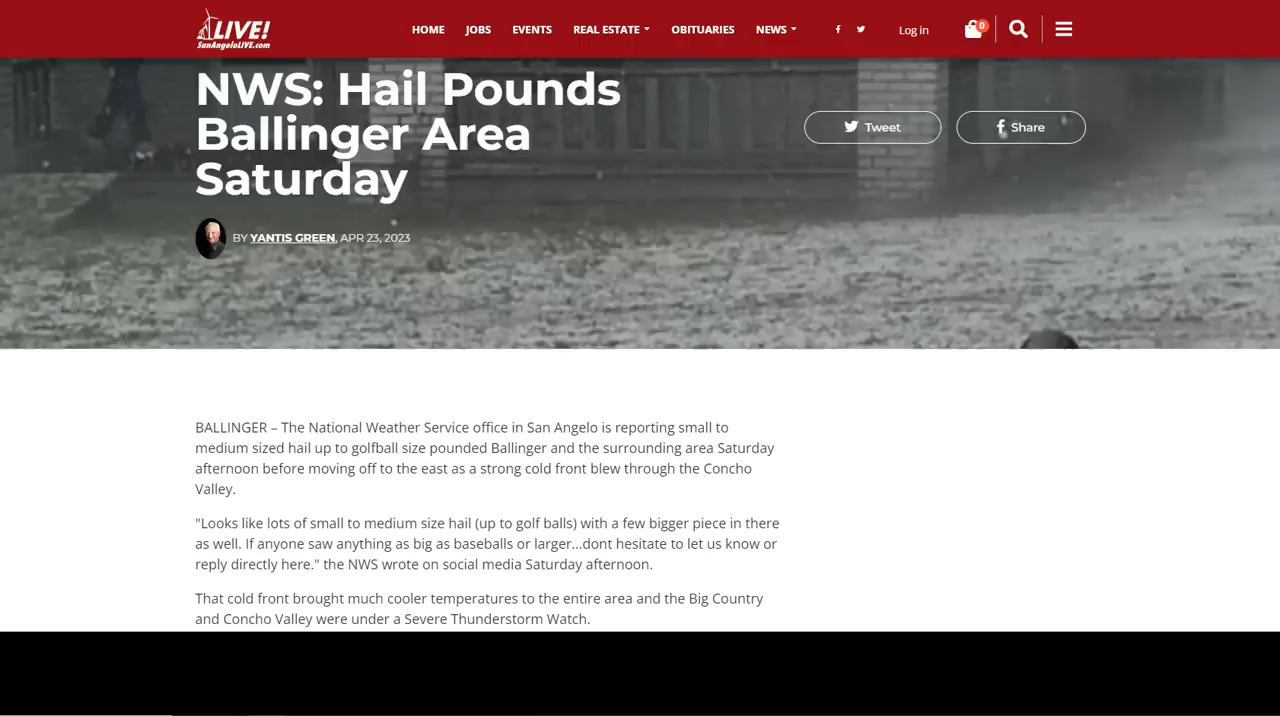 LIVE!
SanAngeloLIVE.com
HOME JOBS EVENTS REAL ESTATE OBITUARIES NEWS Log in 0
NWS: Hail Pounds
Ballinger Area
Saturday
Tweet Share
BY YANTIS GREEN, APR 23, 2023
BALLINGER – The National Weather Service office in San Angelo is reporting small to
medium sized hail up to golfball size pounded Ballinger and the surrounding area Saturday
afternoon before moving off to the east as a strong cold front blew through the Concho
Valley.
"Looks like lots of small to medium size hail (up to golf balls) with a few bigger piece in there
as well. If anyone saw anything as big as baseballs or larger...dont hesitate to let us know or
reply directly here." the NWS wrote on social media Saturday afternoon.
That cold front brought much cooler temperatures to the entire area and the Big Country
and Concho Valley were under a Severe Thunderstorm Watch.